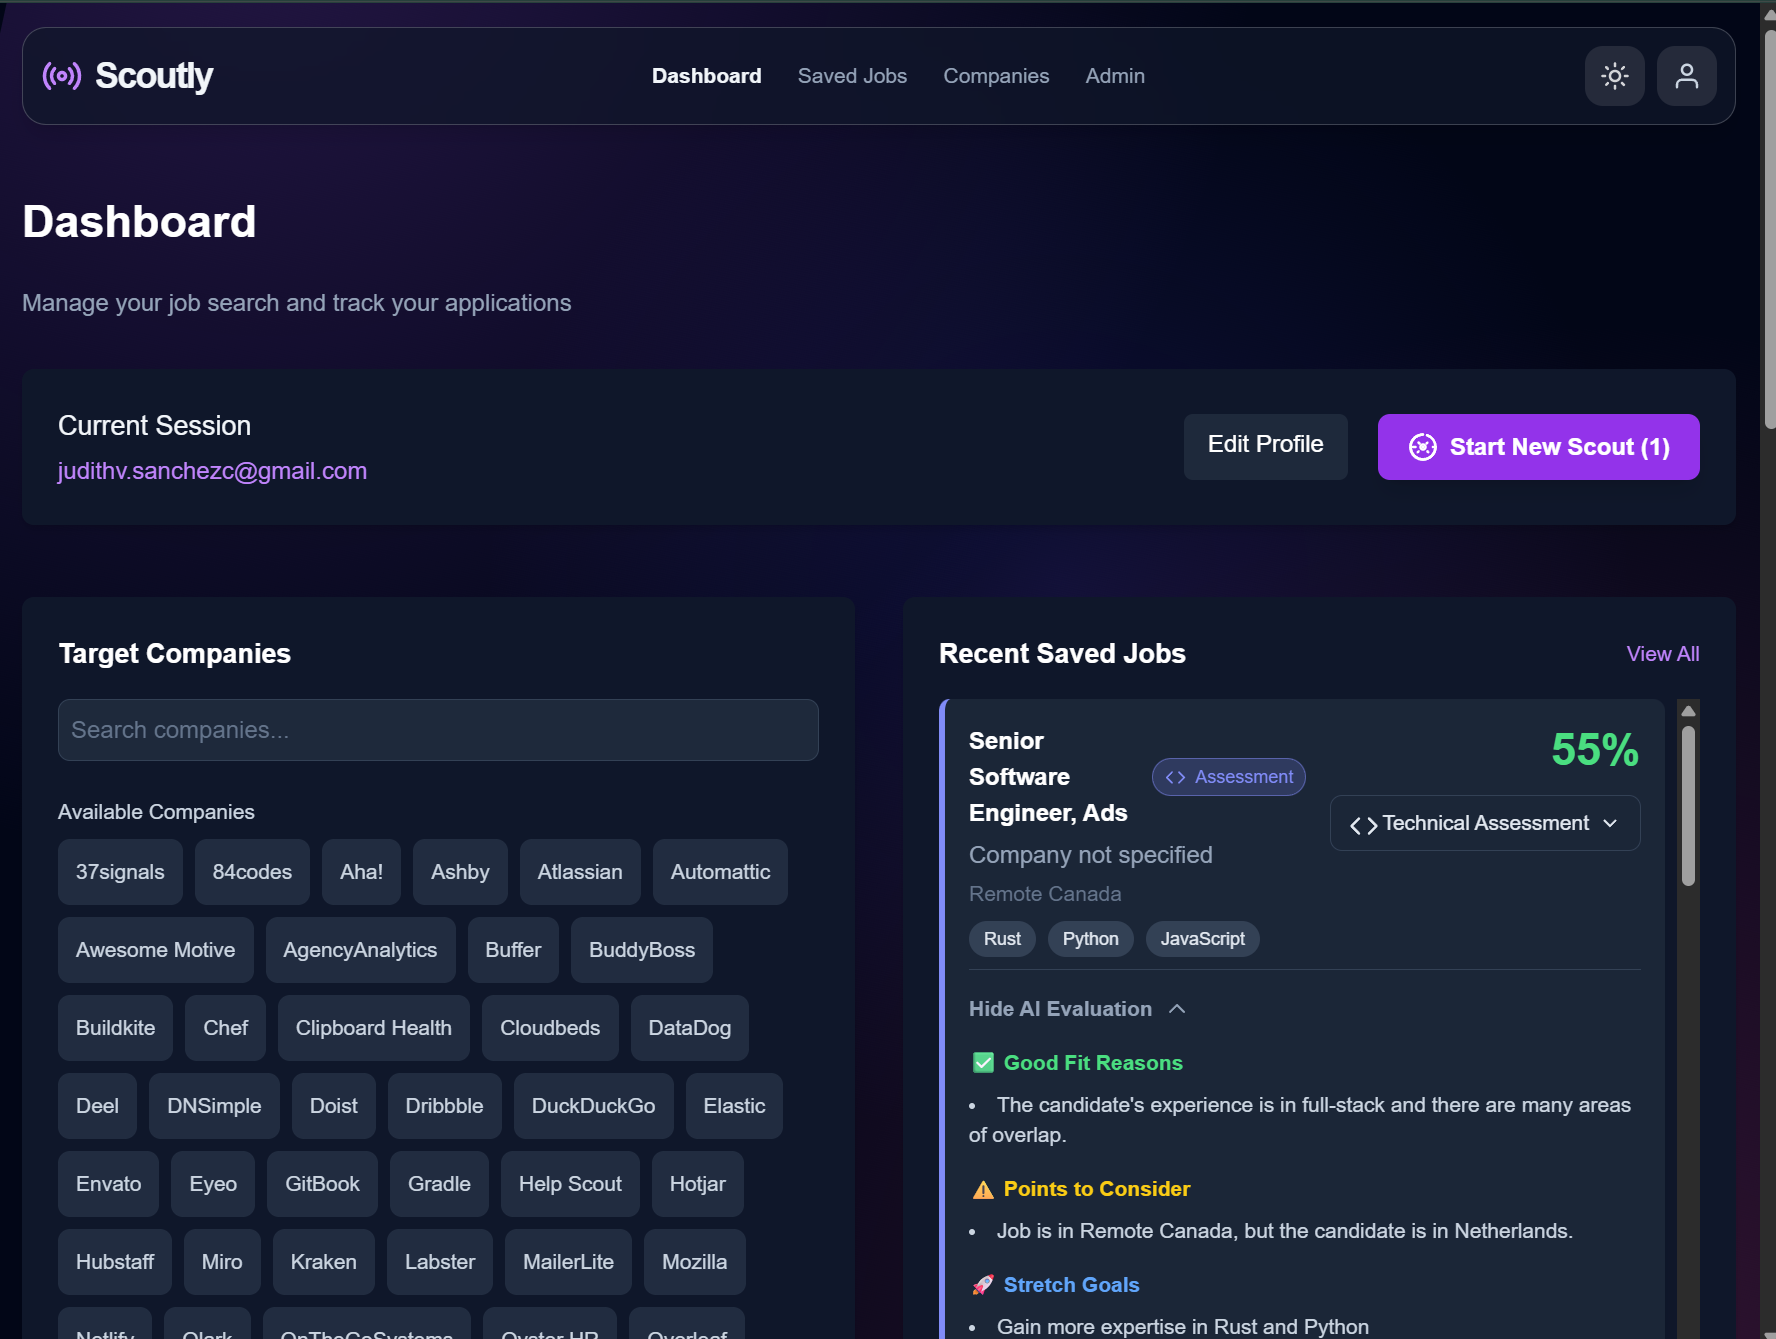 Scoutly
Dashboard
Saved Jobs
Companies
Admin
Dashboard
Manage your job search and track your applications
Current Session
judithv.sanchezc@gmail.com
Edit Profile
Start New Scout (1)
Target Companies
Search companies...
Available Companies
37signals
84codes
Aha!
Ashby
Atlassian
Automattic
Awesome Motive
AgencyAnalytics
Buffer
BuddyBoss
Buildkite
Chef
Clipboard Health
Cloudbeds
DataDog
Deel
DNSimple
Doist
Dribbble
DuckDuckGo
Elastic
Envato
Eyeo
GitBook
Gradle
Help Scout
Hotjar
Hubstaff
Miro
Kraken
Labster
MailerLite
Mozilla
Netlify
Olark
OnTheGoSystems
Oyster HR
Overleaf
Recent Saved Jobs
View All
Senior
Software
Engineer, Ads
Assessment
55%
Technical Assessment
Company not specified
Remote Canada
Rust
Python
JavaScript
Hide AI Evaluation
✅ Good Fit Reasons
• The candidate's experience is in full-stack and there are many areas
of overlap.
⚠️ Points to Consider
• Job is in Remote Canada, but the candidate is in Netherlands.
🚀 Stretch Goals
• Gain more expertise in Rust and Python